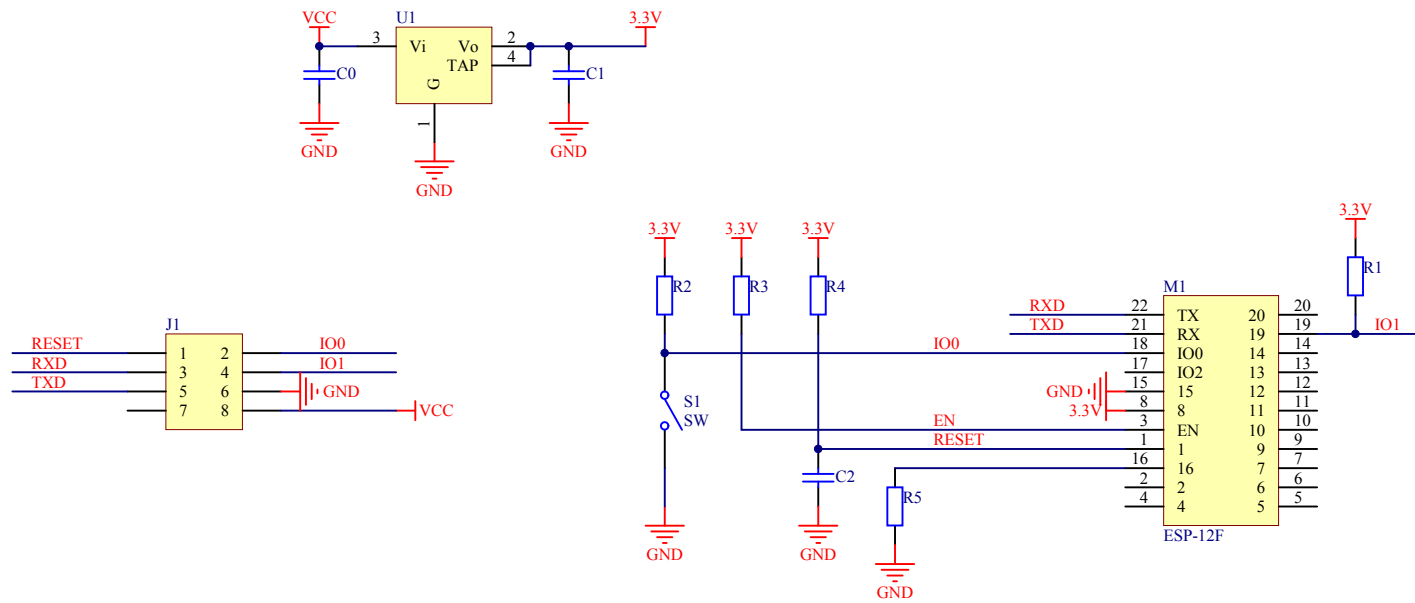 VCC
U1
3.3V
3
Vi
Vo
2
TAP
4
G
1
C0
C1
GND
GND
GND
J1
RESET
1
2
IO0
RXD
3
4
IO1
TXD
5
6
GND
7
8
VCC
3.3V
3.3V
3.3V
R2
R3
R4
IO0
S1
SW
EN
RESET
C2
R5
GND
GND
GND
3.3V
R1
M1
RXD
22
TX
20
20
TXD
21
RX
19
19
IO1
18
IO0
14
14
17
IO2
13
13
GND
15
15
12
12
3.3V
8
8
11
11
3
EN
10
10
1
1
9
9
16
16
7
7
2
2
6
6
4
4
5
5
ESP-12F